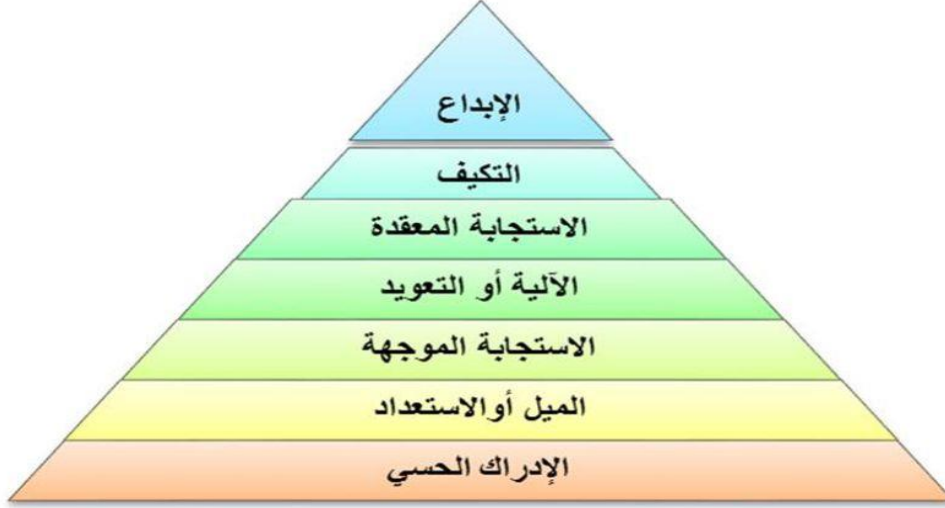 الإبداع
التكيف
الاستجابة المعقدة
الآلية أو التعويد
الاستجابة الموجهة
الميل أوالاستعداد
الإدراك الحسي